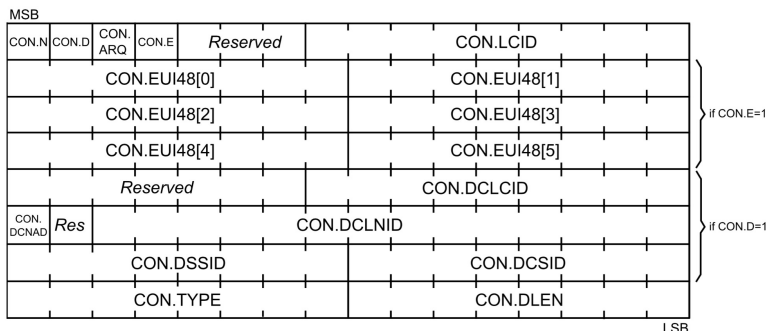 MSB
CON.N CON.D CON. ARQ CON.E Reserved CON.LCID
CON.EUI48[0] CON.EUI48[1]
CON.EUI48[2] CON.EUI48[3] if CON.E=1
CON.EUI48[4] CON.EUI48[5]
Reserved CON.DCLCID
CON. DCNAD Res CON.DCLNID if CON.D=1
CON.DSSID CON.DCSID
CON.TYPE CON.DLEN
LSB